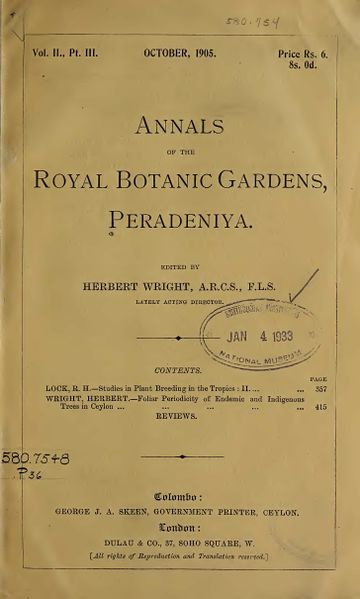 580.754
Vol. II., Pt. III. OCTOBER, 1905. Price Rs. 6.
8s. 0d.
ANNALS
OF THE
ROYAL BOTANIC GARDENS,
PERADENIYA.
EDITED BY
HERBERT WRIGHT, A.R.C.S., F.L.S.
LATELY ACTING DIRECTOR.
JAN 4 1933
NATIONAL MUSEUM
CONTENTS.
PAGE
LOCK, R. H.—Studies in Plant Breeding in the Tropics : II. ... ... 357
WRIGHT, HERBERT.—Foliar Periodicity of Endemic and Indigenous
Trees in Ceylon ... ... ... ... ... 415
REVIEWS.
580.7548
.P36
Colombo:
GEORGE J. A. SKEEN, GOVERNMENT PRINTER, CEYLON.
London:
DULAU & CO., 37, SOHO SQUARE, W.
[All rights of Reproduction and Translation reserved.]